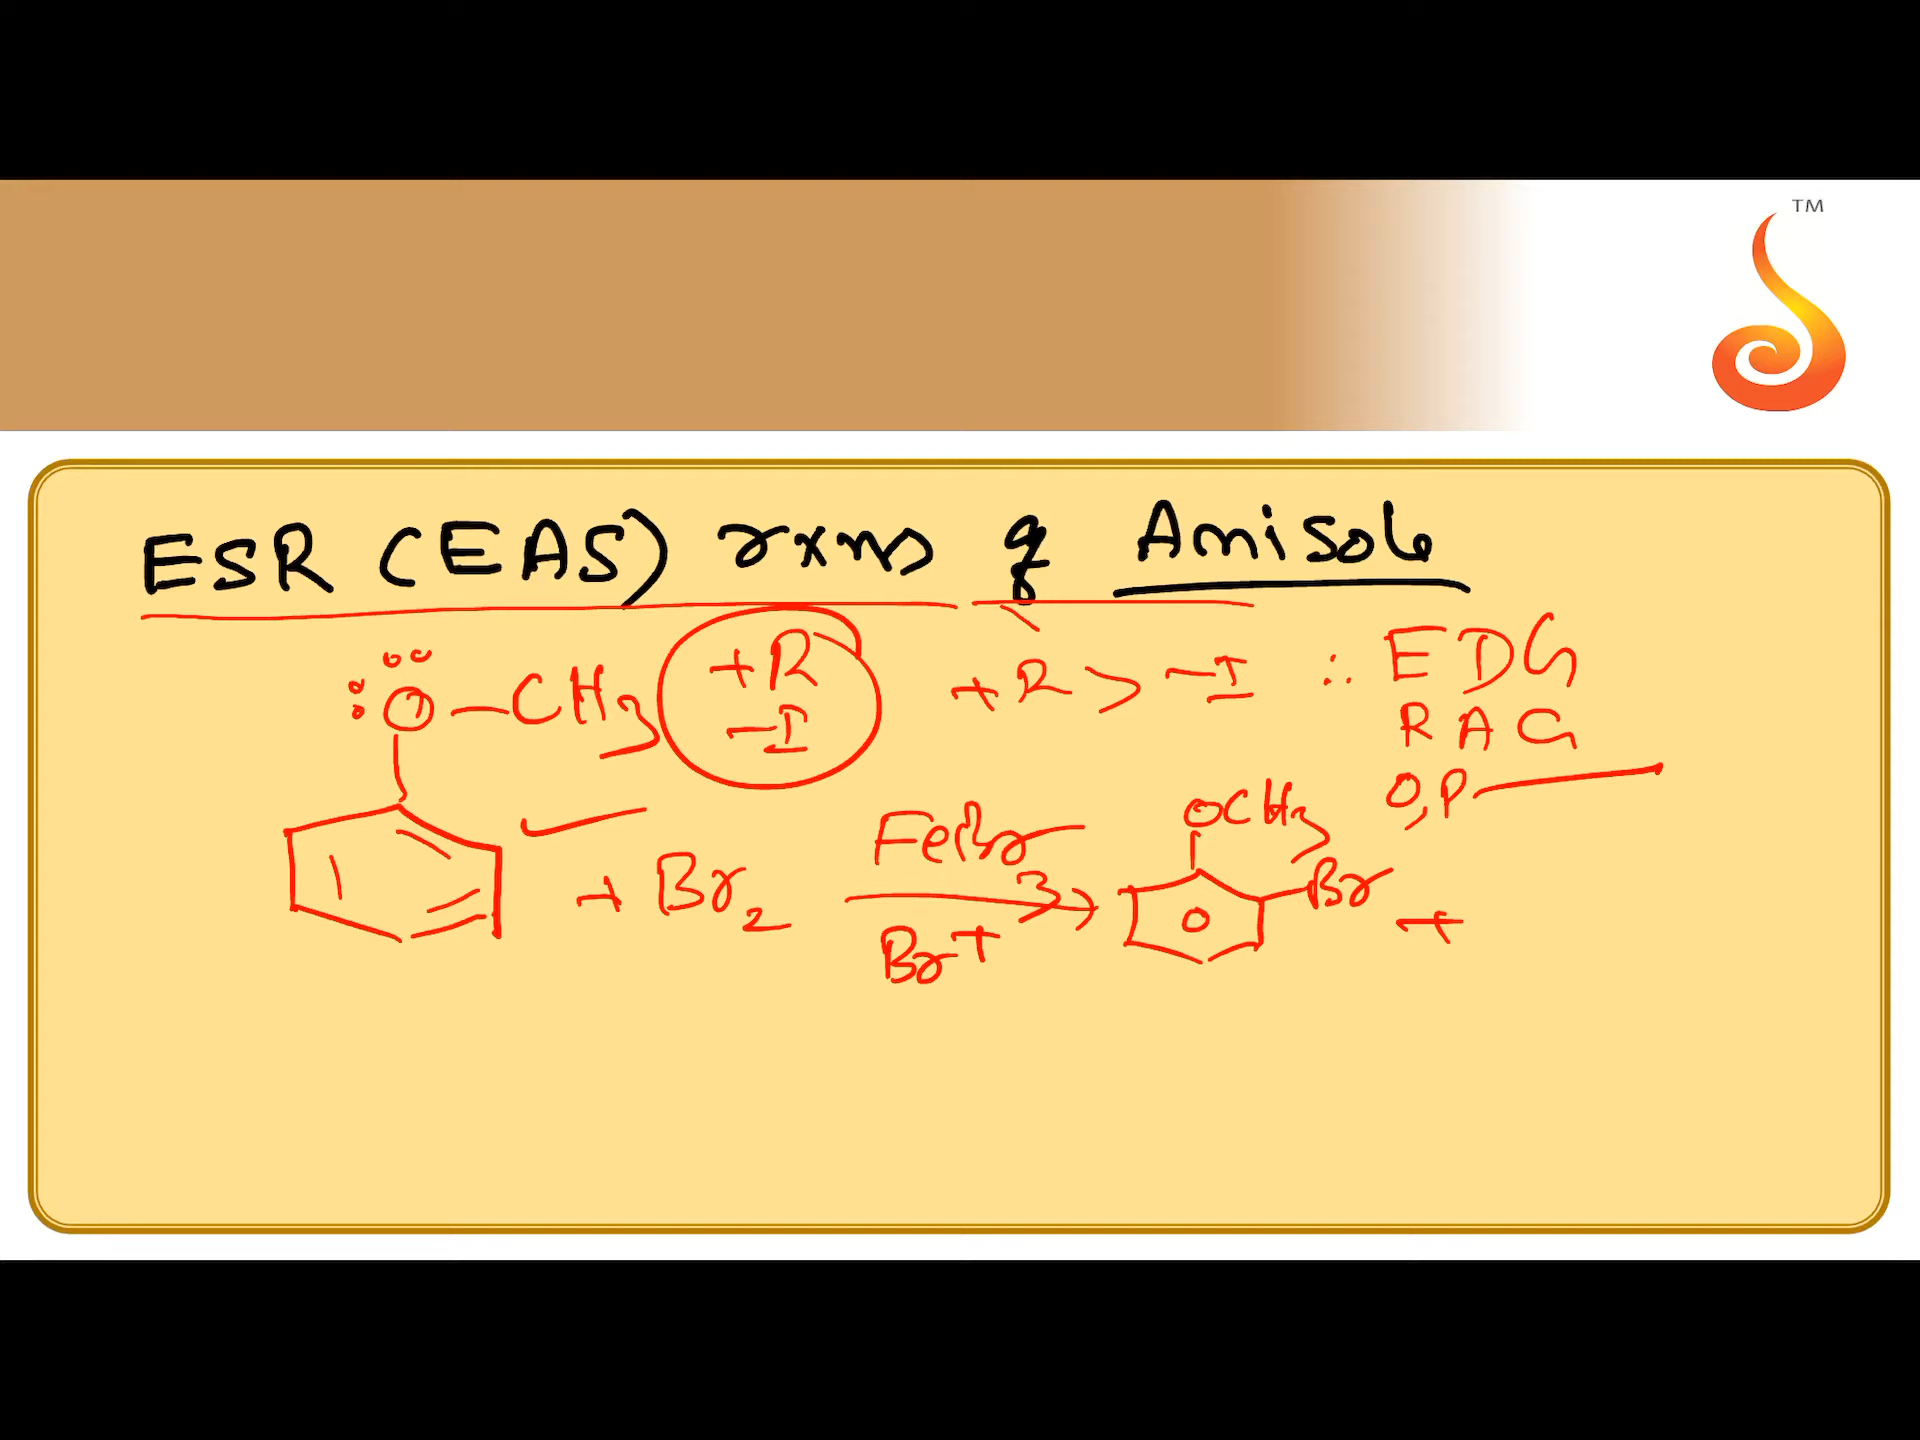 TM
ESR (EAS) rxns of Anisole
+R
-I
+R > -I ∴ EDG
RAG
O,P
O-CH3
+ Br2 FeBr3 Br+
OCH3
Br +